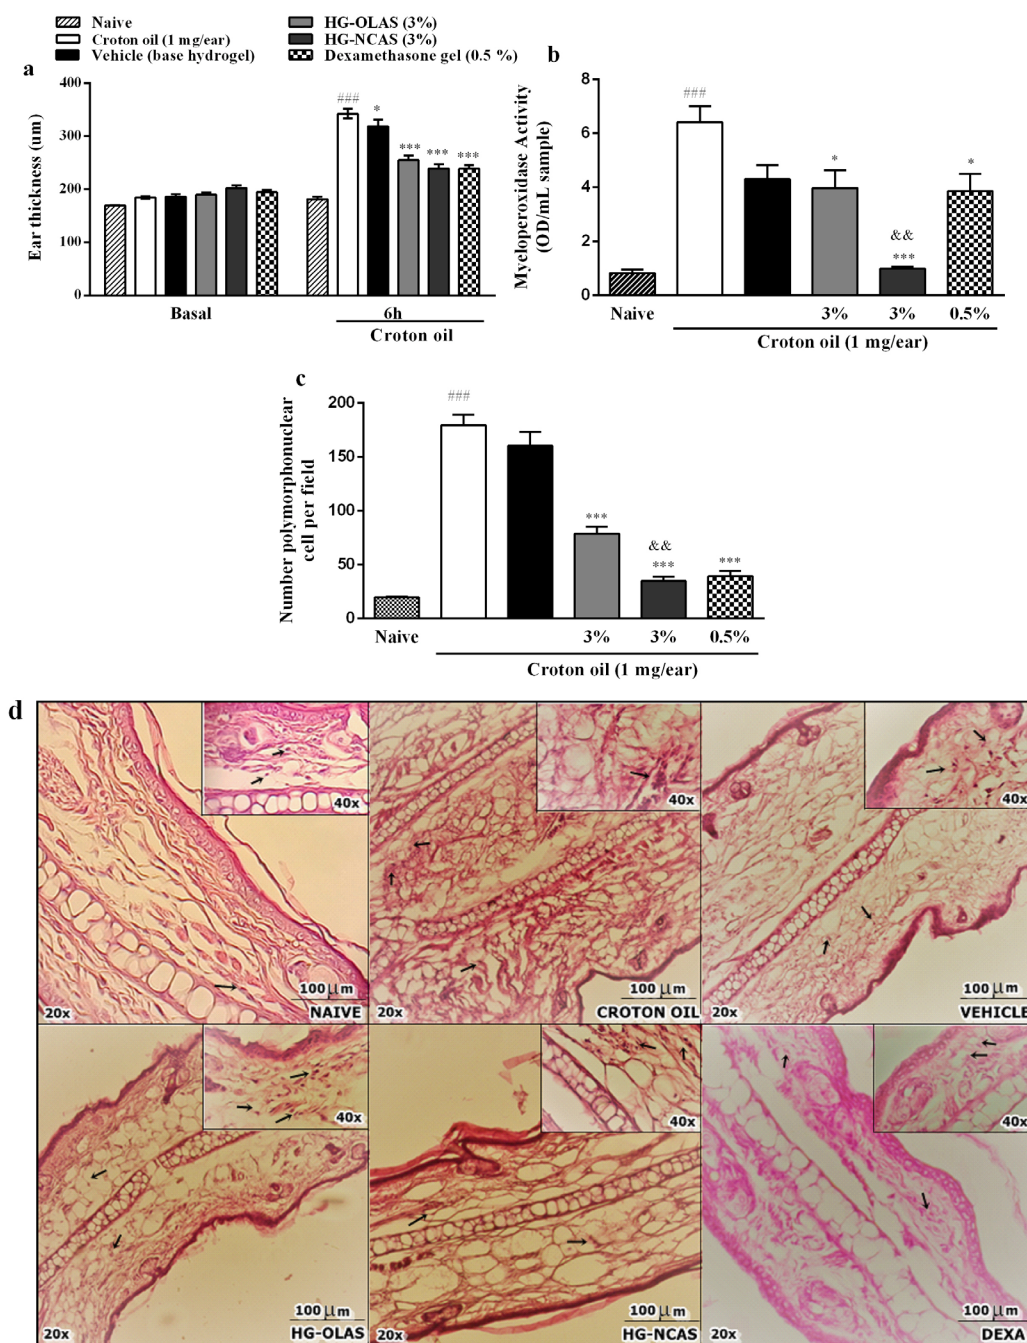 Naive
Croton oil (1 mg/ear)
Vehicle (base hydrogel)
HG-OLAS (3%)
HG-NCAS (3%)
Dexamethasone gel (0.5 %)
a
Ear thickness (um)
400
300
200
100
0
###
*
***
***
***
Basal
6h
Croton oil
b
Myeloperoxidase Activity
(OD/mL sample)
8
6
4
2
0
###
*
&&
***
*
Naive
3%
3%
0.5%
Croton oil (1 mg/ear)
c
Number polymorphonuclear
cell per field
200
150
100
50
0
###
***
&&
***
***
Naive
3%
3%
0.5%
Croton oil (1 mg/ear)
d
40x
100 µm
20x
NAIVE
40x
100 µm
20x
CROTON OIL
40x
100 µm
20x
VEHICLE
40x
100 µm
20x
HG-OLAS
40x
100 µm
20x
HG-NCAS
40x
100 µm
20x
DEXA